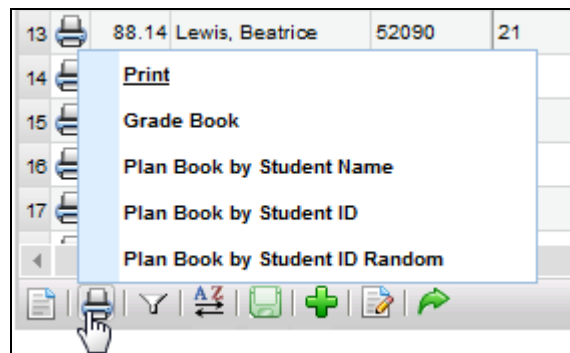 13 88.14 Lewis, Beatrice 52090 21
14 Print
15 Grade Book
16 Plan Book by Student Name
17 Plan Book by Student ID
Plan Book by Student ID Random
A Z